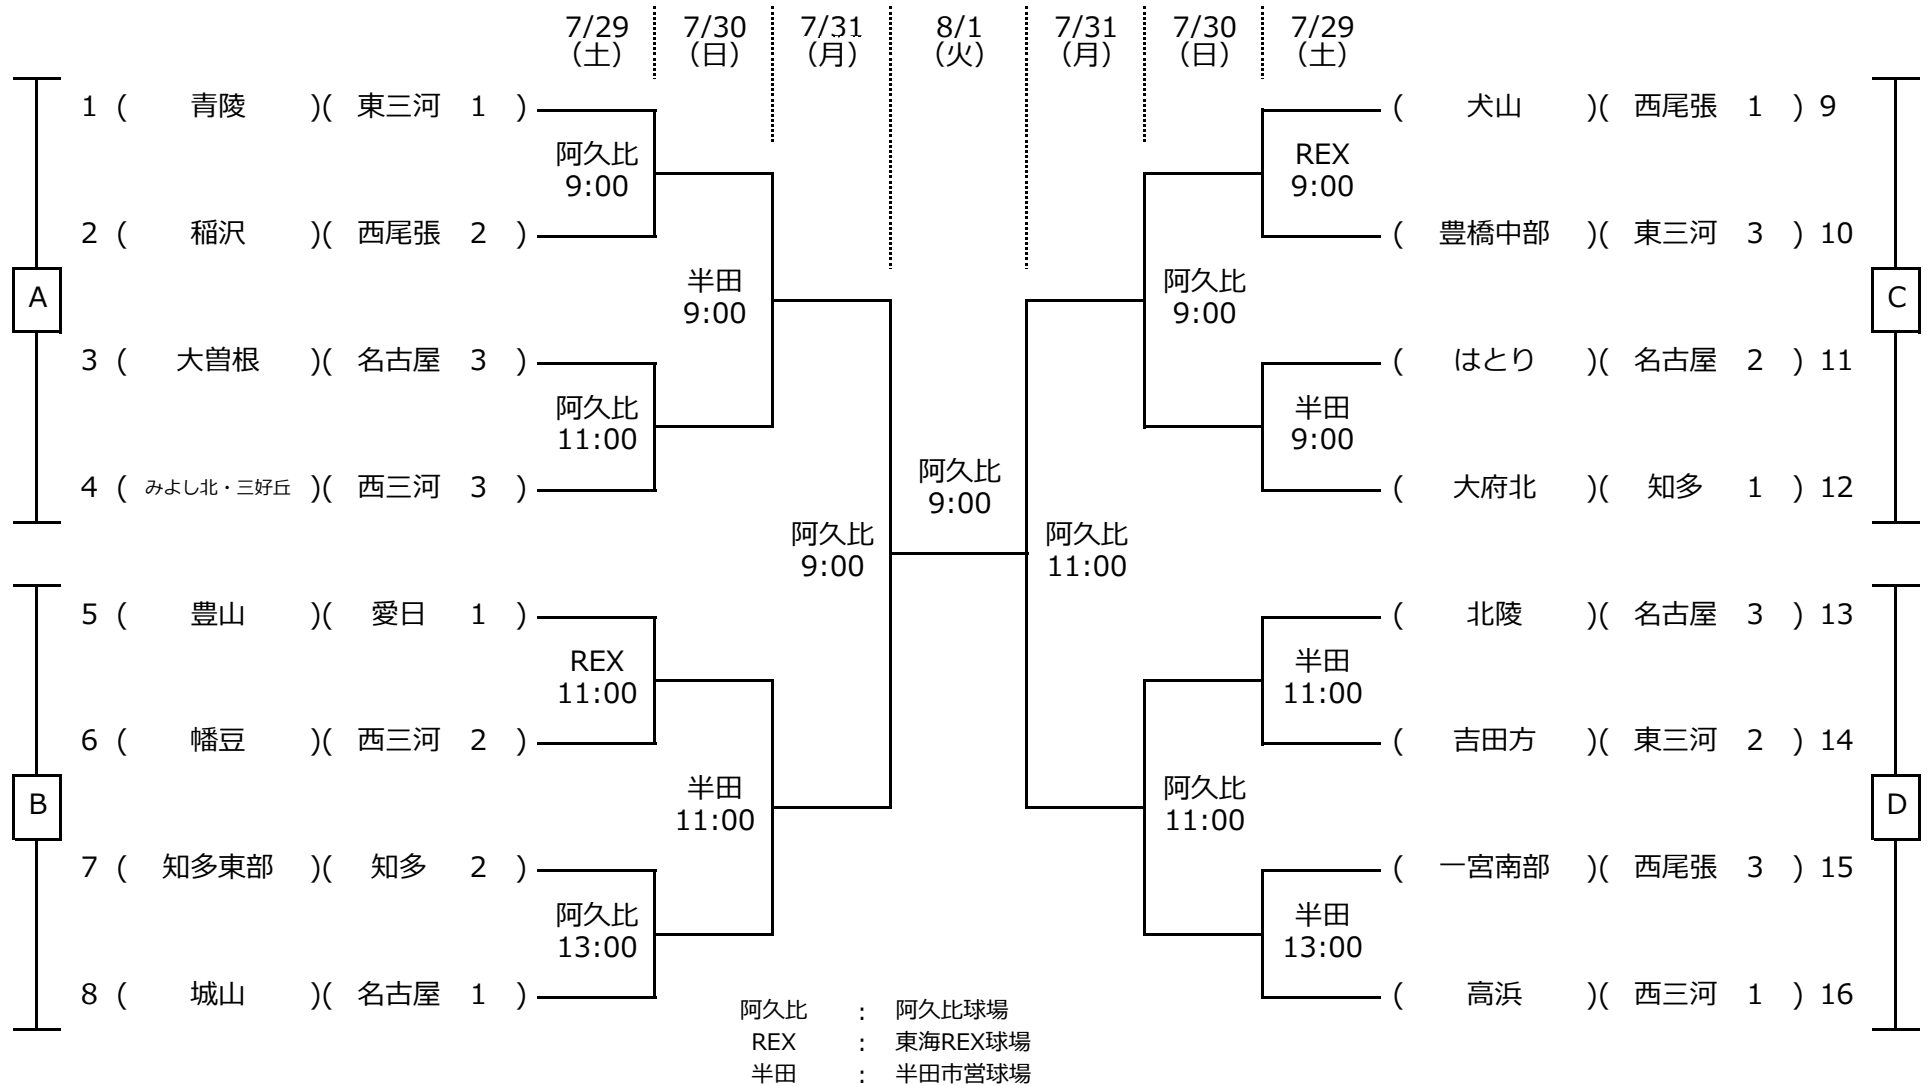 7/29 7/30 7/31 8/1 7/31 7/30 7/29
（土） （日） （月） （火） （月） （日） （土）
1 ( 青陵 )( 東三河 1 ) ( 犬山 )( 西尾張 1 ) 9
阿久比 REX
9:00 9:00
2 ( 稲沢 )( 西尾張 2 ) ( 豊橋中部 )( 東三河 3 ) 10
半田 阿久比
A C
9:00 9:00
3 ( 大曽根 )( 名古屋 3 ) ( はとり )( 名古屋 2 ) 11
阿久比 半田
11:00 9:00
阿久比
4 ( みよし北・三好丘 )( 西三河 3 ) ( 大府北 )( 知多 1 ) 12
9:00
阿久比 阿久比
9:00 11:00
5 ( 豊山 )( 愛日 1 ) ( 北陵 )( 名古屋 3 ) 13
REX 半田
11:00 11:00
6 ( 幡豆 )( 西三河 2 ) ( 吉田方 )( 東三河 2 ) 14
半田 阿久比
B D
11:00 11:00
7 ( 知多東部 )( 知多 2 ) ( 一宮南部 )( 西尾張 3 ) 15
阿久比 半田
13:00 13:00
8 ( 城山 )( 名古屋 1 ) ( 高浜 )( 西三河 1 ) 16
阿久比 : 阿久比球場
REX : 東海REX球場
半田 : 半田市営球場